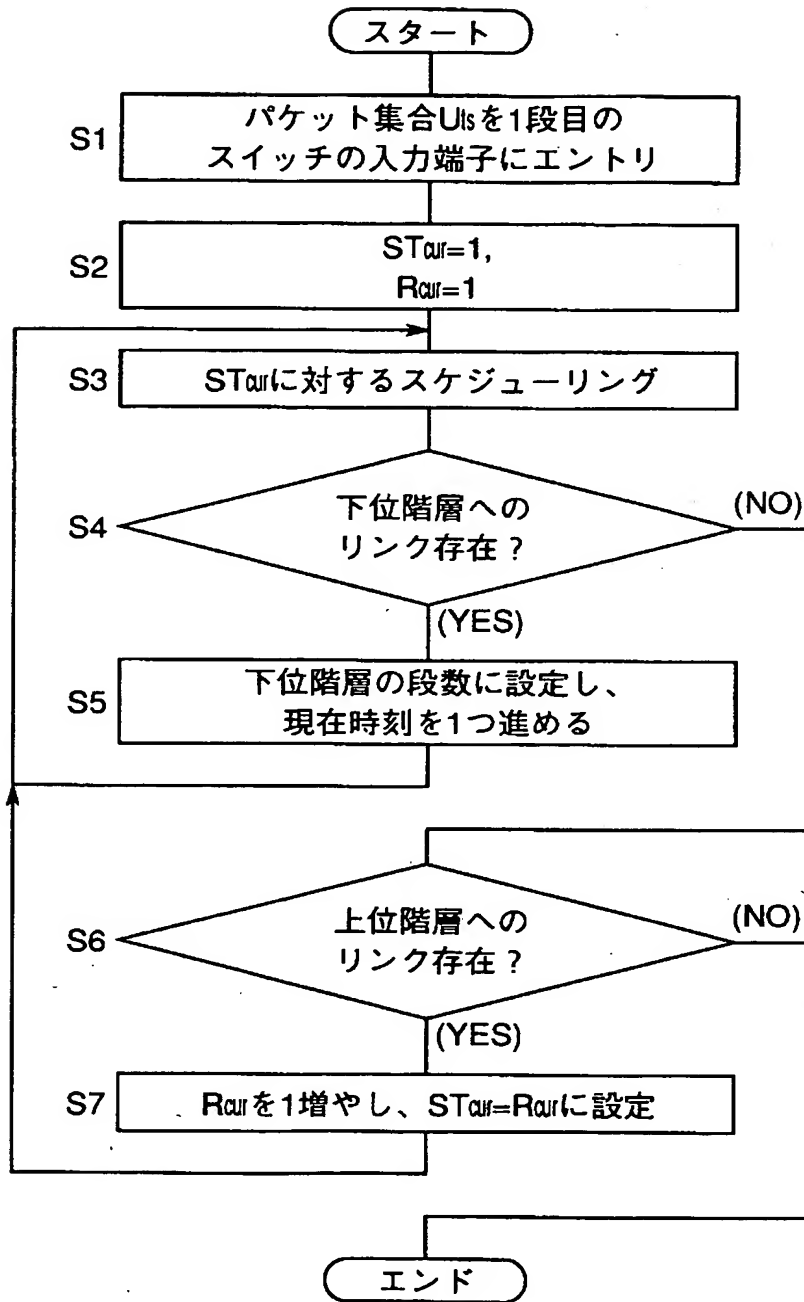 スタート
S1
パケット集合Utsを1段目の
スイッチの入力端子にエントリ
S2
STcur=1,
Rcur=1
S3
STcurに対するスケジューリング
S4
下位階層への
リンク存在？
(NO)
(YES)
S5
下位階層の段数に設定し、
現在時刻を1つ進める
S6
上位階層への
リンク存在？
(NO)
(YES)
S7
Rcurを1増やし、STcur=Rcurに設定
エンド